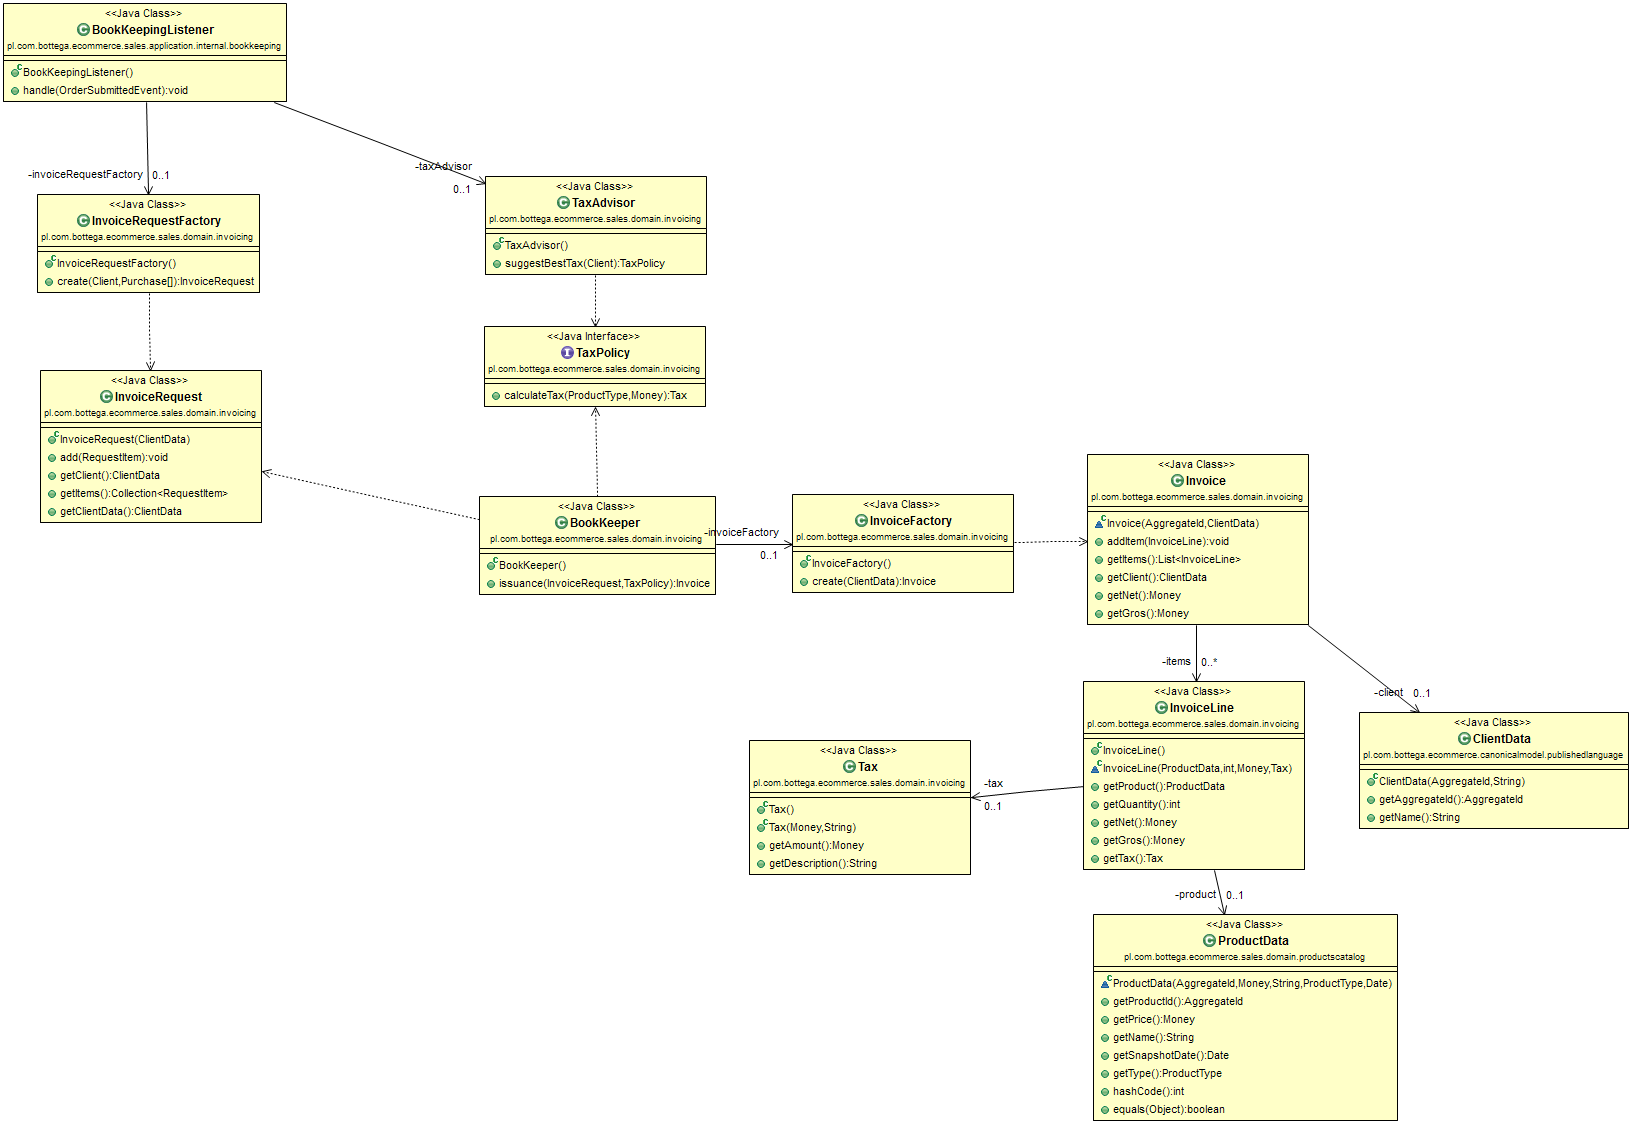 <<Java Class>>
BookKeepingListener
pl.com.bottega.ecommerce.sales.application.internal.bookkeeping
BookKeepingListener()
handle(OrderSubmittedEvent):void
-invoiceRequestFactory 0..1
-taxAdvisor
0..1
<<Java Class>>
InvoiceRequestFactory
pl.com.bottega.ecommerce.sales.domain.invoicing
InvoiceRequestFactory()
create(Client,Purchase[]):InvoiceRequest
<<Java Class>>
TaxAdvisor
pl.com.bottega.ecommerce.sales.domain.invoicing
TaxAdvisor()
suggestBestTax(Client):TaxPolicy
<<Java Interface>>
TaxPolicy
pl.com.bottega.ecommerce.sales.domain.invoicing
calculateTax(ProductType,Money):Tax
<<Java Class>>
InvoiceRequest
pl.com.bottega.ecommerce.sales.domain.invoicing
InvoiceRequest(ClientData)
add(RequestItem):void
getClient():ClientData
getItems():Collection<RequestItem>
getClientData():ClientData
<<Java Class>>
BookKeeper
pl.com.bottega.ecommerce.sales.domain.invoicing
BookKeeper()
issuance(InvoiceRequest,TaxPolicy):Invoice
-invoiceFactory
0..1
<<Java Class>>
InvoiceFactory
pl.com.bottega.ecommerce.sales.domain.invoicing
InvoiceFactory()
create(ClientData):Invoice
<<Java Class>>
Invoice
pl.com.bottega.ecommerce.sales.domain.invoicing
Invoice(AggregateId,ClientData)
addItem(InvoiceLine):void
getItems():List<InvoiceLine>
getClient():ClientData
getNet():Money
getGros():Money
-items 0..*
-client 0..1
<<Java Class>>
InvoiceLine
pl.com.bottega.ecommerce.sales.domain.invoicing
InvoiceLine()
InvoiceLine(ProductData,int,Money,Tax)
getProduct():ProductData
getQuantity():int
getNet():Money
getGros():Money
getTax():Tax
<<Java Class>>
ClientData
pl.com.bottega.ecommerce.canonicalmodel.publishedlanguage
ClientData(AggregateId,String)
getAggregateId():AggregateId
getName():String
-tax
0..1
<<Java Class>>
Tax
pl.com.bottega.ecommerce.sales.domain.invoicing
Tax()
Tax(Money,String)
getAmount():Money
getDescription():String
-product 0..1
<<Java Class>>
ProductData
pl.com.bottega.ecommerce.sales.domain.productscatalog
ProductData(AggregateId,Money,String,ProductType,Date)
getProductId():AggregateId
getPrice():Money
getName():String
getSnapshotDate():Date
getType():ProductType
hashCode():int
equals(Object):boolean